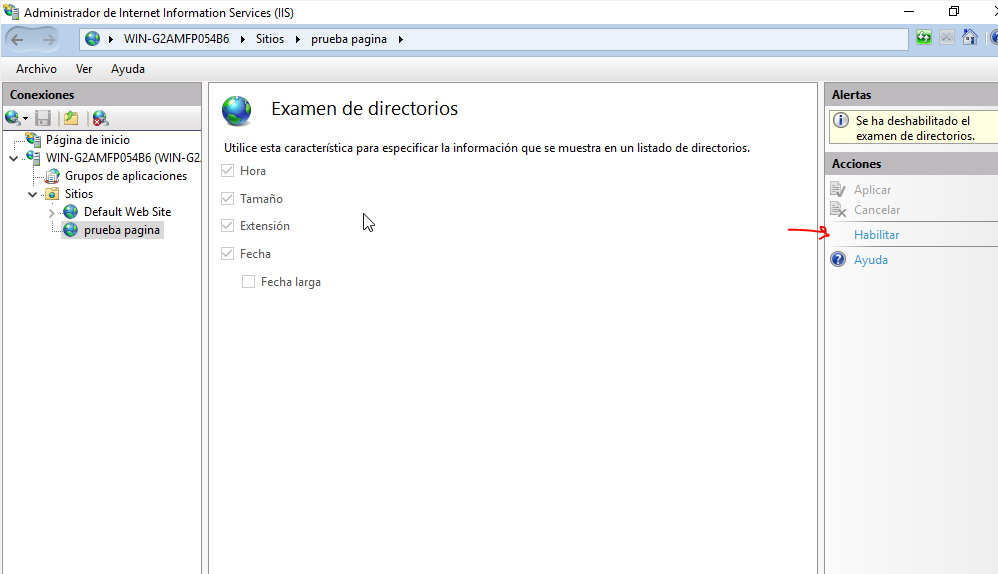 Administrador de Internet Information Services (IIS)
WIN-G2AMFP054B6
Sitios
prueba pagina
Archivo
Ver
Ayuda
Conexiones
Página de inicio
WIN-G2AMFP054B6 (WIN-G2
Grupos de aplicaciones
Sitios
Default Web Site
prueba pagina
Examen de directorios
Utilice esta característica para especificar la información que se muestra en un listado de directorios.
Hora
Tamaño
Extensión
Fecha
Fecha larga
Alertas
Se ha deshabilitado el
examen de directorios.
Acciones
Aplicar
Cancelar
Habilitar
Ayuda